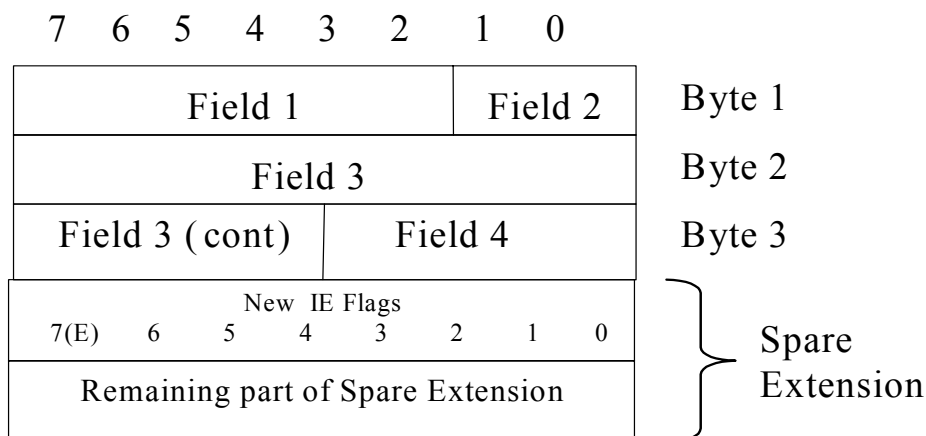 7 6 5 4 3 2 1 0
Field 1 Field 2 Byte 1
Field 3 Byte 2
Field 3 (cont) Field 4 Byte 3
New IE Flags
7(E) 6 5 4 3 2 1 0
Spare
Remaining part of Spare Extension
Extension